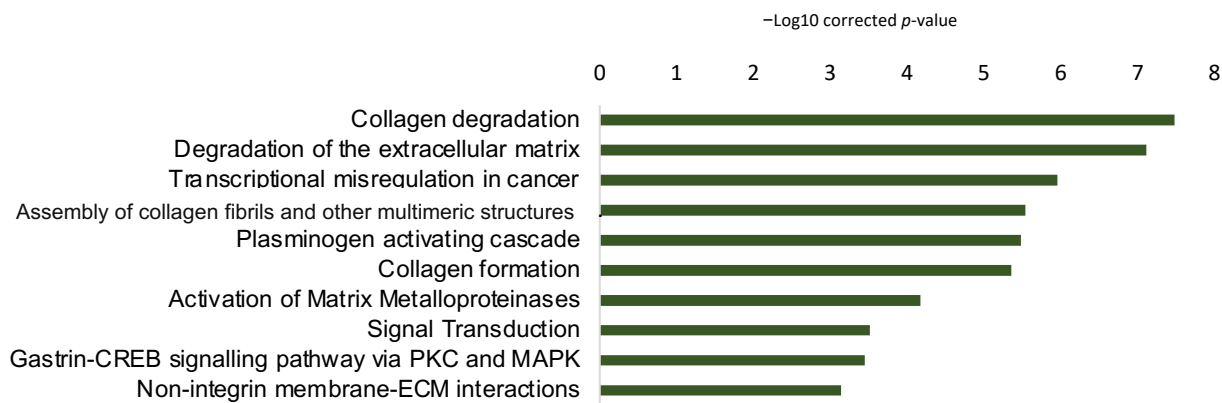 −Log10 corrected p-value
0 1 2 3 4 5 6 7 8
Collagen degradation
Degradation of the extracellular matrix
Transcriptional misregulation in cancer
Assembly of collagen fibrils and other multimeric structures
Plasminogen activating cascade
Collagen formation
Activation of Matrix Metalloproteinases
Signal Transduction
Gastrin-CREB signalling pathway via PKC and MAPK
Non-integrin membrane-ECM interactions